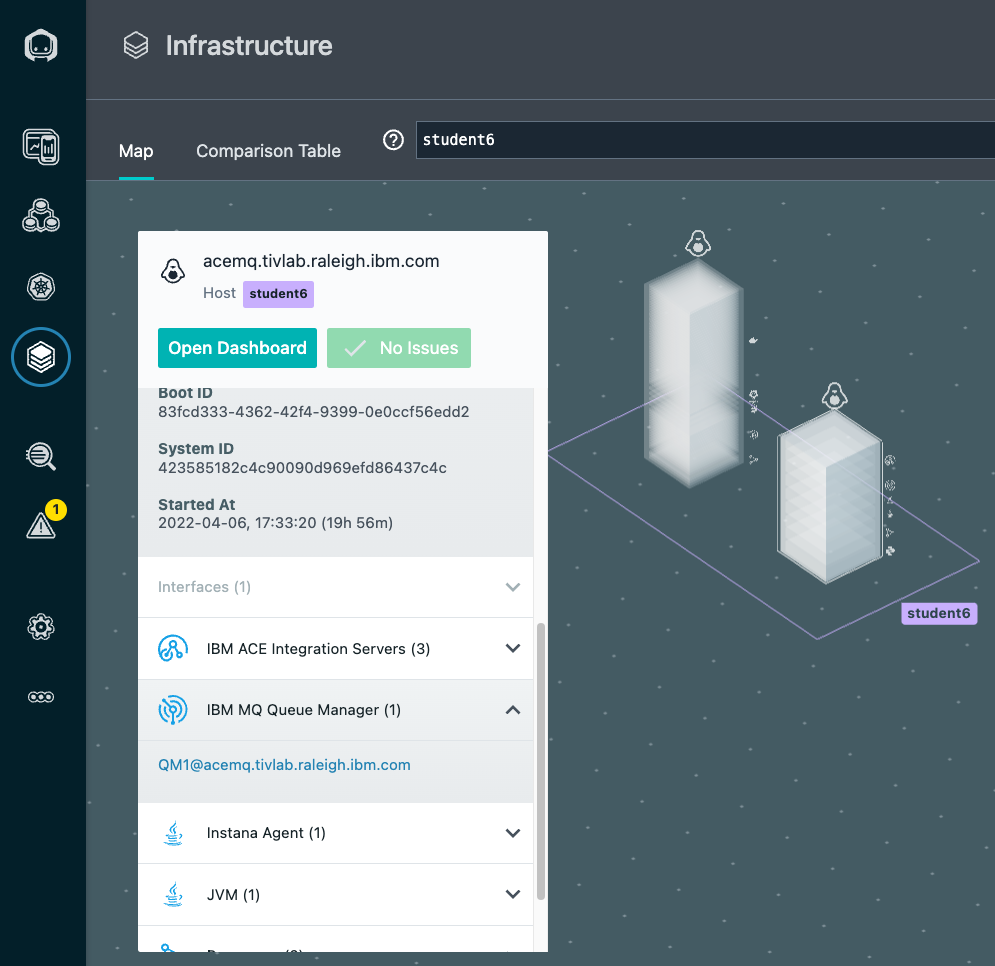 Infrastructure
Map
Comparison Table
?
student6
acemq.tivlab.raleigh.ibm.com
Host student6
Open Dashboard
No Issues
Boot ID
83fcd333-4362-42f4-9399-0e0ccf56edd2
System ID
423585182c4c90090d969efd86437c4c
Started At
2022-04-06, 17:33:20 (19h 56m)
Interfaces (1)
IBM ACE Integration Servers (3)
IBM MQ Queue Manager (1)
QM1@acemq.tivlab.raleigh.ibm.com
Instana Agent (1)
JVM (1)
1
student6